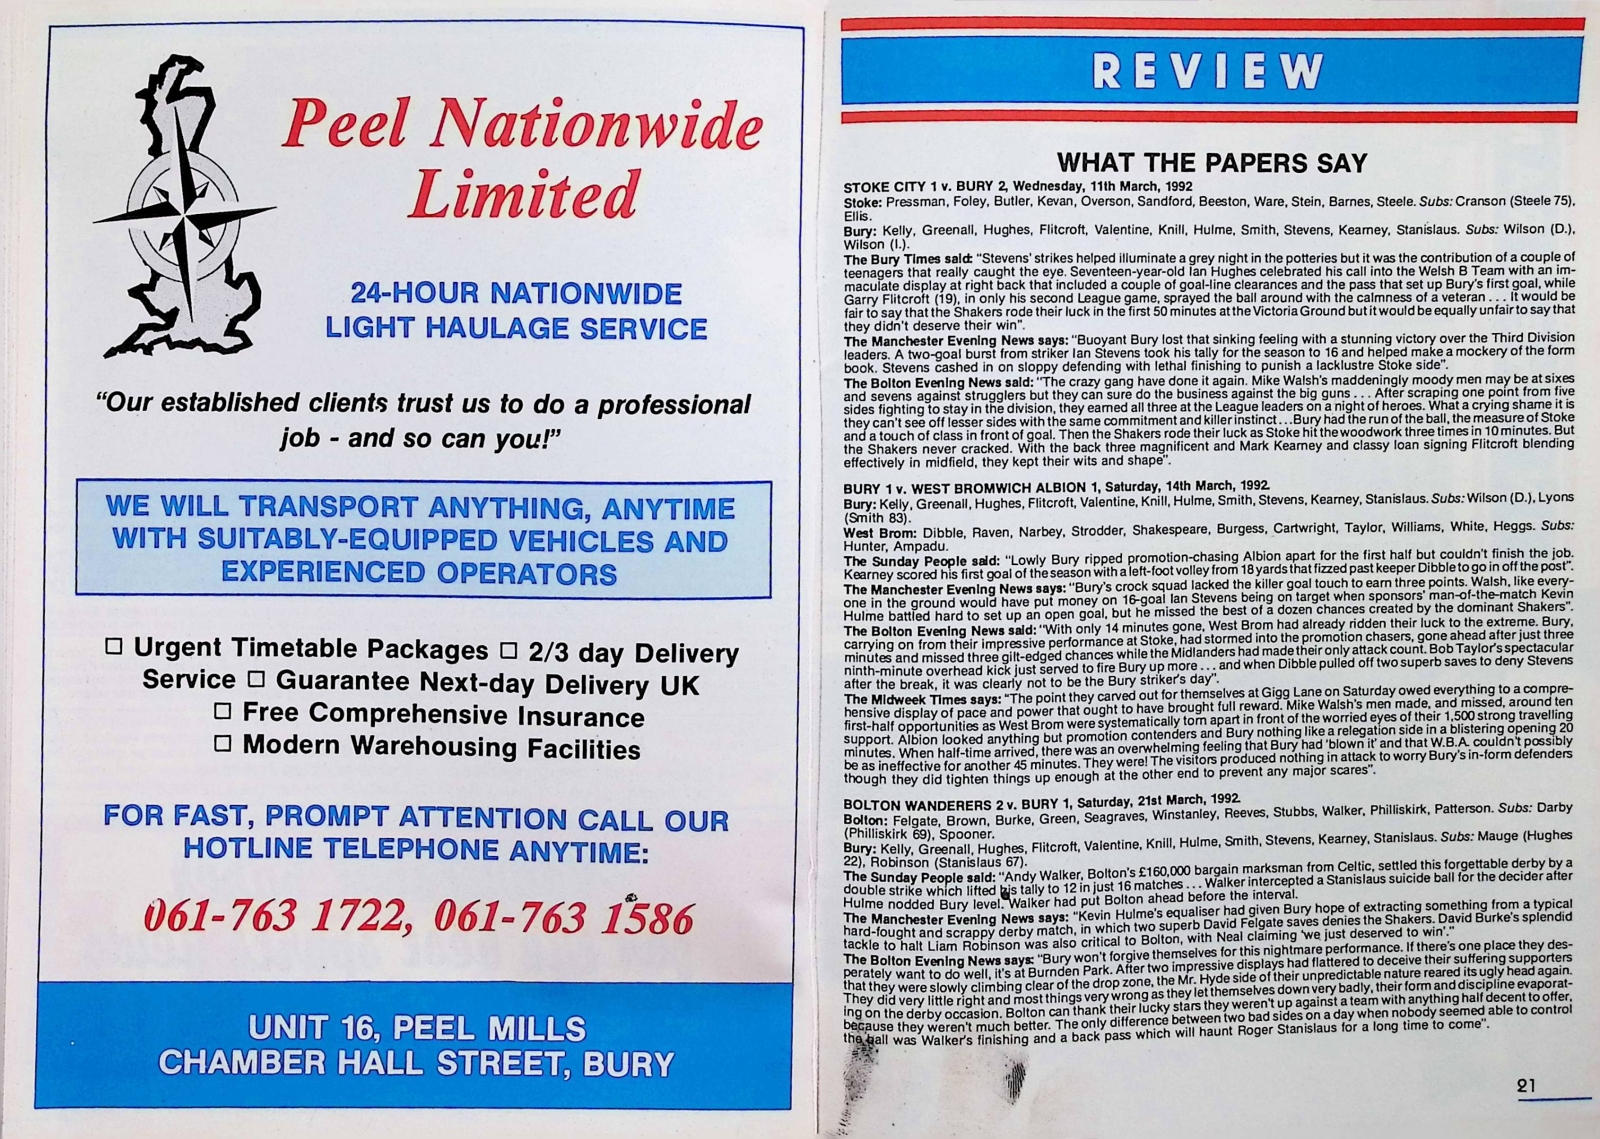 Peel Nationwide
Limited
24-HOUR NATIONWIDE
LIGHT HAULAGE SERVICE
“Our established clients trust us to do a professional
job - and so can you!”
WE WILL TRANSPORT ANYTHING, ANYTIME
WITH SUITABLY-EQUIPPED VEHICLES AND
EXPERIENCED OPERATORS
☐ Urgent Timetable Packages ☐ 2/3 day Delivery
Service ☐ Guarantee Next-day Delivery UK
☐ Free Comprehensive Insurance
☐ Modern Warehousing Facilities
FOR FAST, PROMPT ATTENTION CALL OUR
HOTLINE TELEPHONE ANYTIME:
061-763 1722, 061-763 1586
UNIT 16, PEEL MILLS
CHAMBER HALL STREET, BURY
REVIEW
WHAT THE PAPERS SAY
STOKE CITY 1 v. BURY 2, Wednesday, 11th March, 1992
Stoke: Pressman, Foley, Butler, Kevan, Overson, Sandford, Beeston, Ware, Stein, Barnes, Steele. Subs: Cranson (Steele 75),
Ellis.
Bury: Kelly, Greenall, Hughes, Flitcroft, Valentine, Knill, Hulme, Smith, Stevens, Kearney, Stanislaus. Subs: Wilson (D.),
Wilson (I.).
The Bury Times said: “Stevens’ strikes helped illuminate a grey night in the potteries but it was the contribution of a couple of
teenagers that really caught the eye. Seventeen-year-old Ian Hughes celebrated his call into the Welsh B Team with an im-
maculate display at right back that included a couple of goal-line clearances and the pass that set up Bury’s first goal, while
Garry Flitcroft (19), in only his second League game, sprayed the ball around with the calmness of a veteran . . . It would be
fair to say that the Shakers rode their luck in the first 50 minutes at the Victoria Ground but it would be equally unfair to say that
they didn’t deserve their win”.
The Manchester Evening News says: “Buoyant Bury lost that sinking feeling with a stunning victory over the Third Division
leaders. A two-goal burst from striker Ian Stevens took his tally for the season to 16 and helped make a mockery of the form
book. Stevens cashed in on sloppy defending with lethal finishing to punish a lacklustre Stoke side”.
The Bolton Evening News said: “The crazy gang have done it again. Mike Walsh’s maddeningly moody men may be at sixes
and sevens against strugglers but they can sure do the business against the big guns . . . After scraping one point from five
sides fighting to stay in the division, they earned all three at the League leaders on a night of heroes. What a crying shame it is
they can’t see off lesser sides with the same commitment and killer instinct . . . Bury had the run of the ball, the measure of Stoke
and a touch of class in front of goal. Then the Shakers rode their luck as Stoke hit the woodwork three times in 10 minutes. But
the Shakers never cracked. With the back three magnificent and Mark Kearney and classy loan signing Flitcroft blending
effectively in midfield, they kept their wits and shape”.
BURY 1 v. WEST BROMWICH ALBION 1, Saturday, 14th March, 1992
Bury: Kelly, Greenall, Hughes, Flitcroft, Valentine, Knill, Hulme, Smith, Stevens, Kearney, Stanislaus. Subs: Wilson (D.), Lyons
(Smith 83).
West Brom: Dibble, Raven, Narbey, Strodder, Shakespeare, Burgess, Cartwright, Taylor, Williams, White, Heggs. Subs:
Hunter, Ampadu.
The Sunday People said: “Lowly Bury ripped promotion-chasing Albion apart for the first half but couldn’t finish the job.
Kearney scored his first goal of the season with a left-foot volley from 18 yards that fizzed past keeper Dibble to go in off the post”.
The Manchester Evening News says: “Bury’s crock squad lacked the killer goal touch to earn three points. Walsh, like every-
one in the ground would have put money on 16-goal Ian Stevens being on target when sponsors’ man-of-the-match Kevin
Hulme battled hard to set up an open goal, but he missed the best of a dozen chances created by the dominant Shakers”.
The Bolton Evening News said: “With only 14 minutes gone, West Brom had already ridden their luck to the extreme. Bury,
carrying on from their impressive performance at Stoke, had stormed into the promotion chasers, gone ahead after just three
minutes and missed three gilt-edged chances while the Midlanders had made their only attack count. Bob Taylor’s spectacular
ninth-minute overhead kick just served to fire Bury up more . . . and when Dibble pulled off two superb saves to deny Stevens
after the break, it was clearly not to be the Bury striker’s day”.
The Midweek Times says: “The point they carved out for themselves at Gigg Lane on Saturday owed everything to a compre-
hensive display of pace and power that ought to have brought full reward. Mike Walsh’s men made, and missed, around ten
first-half opportunities as West Brom were systematically torn apart in front of the worried eyes of their 1,500 strong travelling
support. Albion looked anything but promotion contenders and Bury nothing like a relegation side in a blistering opening 20
minutes. When half-time arrived, there was an overwhelming feeling that Bury had ‘blown it’ and that W.B.A. couldn’t possibly
be as ineffective for another 45 minutes. They were! The visitors produced nothing in attack to worry Bury’s in-form defenders
though they did tighten things up enough at the other end to prevent any major scares”.
BOLTON WANDERERS 2 v. BURY 1, Saturday, 21st March, 1992
Bolton: Felgate, Brown, Burke, Green, Seagraves, Winstanley, Reeves, Stubbs, Walker, Philliskirk, Patterson. Subs: Darby
(Philliskirk 69), Spooner.
Bury: Kelly, Greenall, Hughes, Flitcroft, Valentine, Knill, Hulme, Smith, Stevens, Kearney, Stanislaus. Subs: Mauge (Hughes
22), Robinson (Stanislaus 67).
The Sunday People said: “Andy Walker, Bolton’s £160,000 bargain marksman from Celtic, settled this forgettable derby by a
double strike which lifted his tally to 12 in just 16 matches . . . Walker intercepted a Stanislaus suicide ball for the decider after
Hulme nodded Bury level. Walker had put Bolton ahead before the interval.
The Manchester Evening News says: “Kevin Hulme’s equaliser had given Bury hope of extracting something from a typical
hard-fought and scrappy derby match, in which two superb David Felgate saves denies the Shakers. David Burke’s splendid
tackle to halt Liam Robinson was also critical to Bolton, with Neal claiming ‘we just deserved to win’.”
The Bolton Evening News says: “Bury won’t forgive themselves for this nightmare performance. If there’s one place they des-
perately want to do well, it’s at Burnden Park. After two impressive displays had flattered to deceive their suffering supporters
that they were slowly climbing clear of the drop zone, the Mr. Hyde side of their unpredictable nature reared its ugly head again.
They did very little right and most things very wrong as they let themselves down very badly, their form and discipline evaporat-
ing on the derby occasion. Bolton can thank their lucky stars they weren’t up against a team with anything half decent to offer,
because they weren’t much better. The only difference between two bad sides on a day when nobody seemed able to control
the ball was Walker’s finishing and a back pass which will haunt Roger Stanislaus for a long time to come”.
21